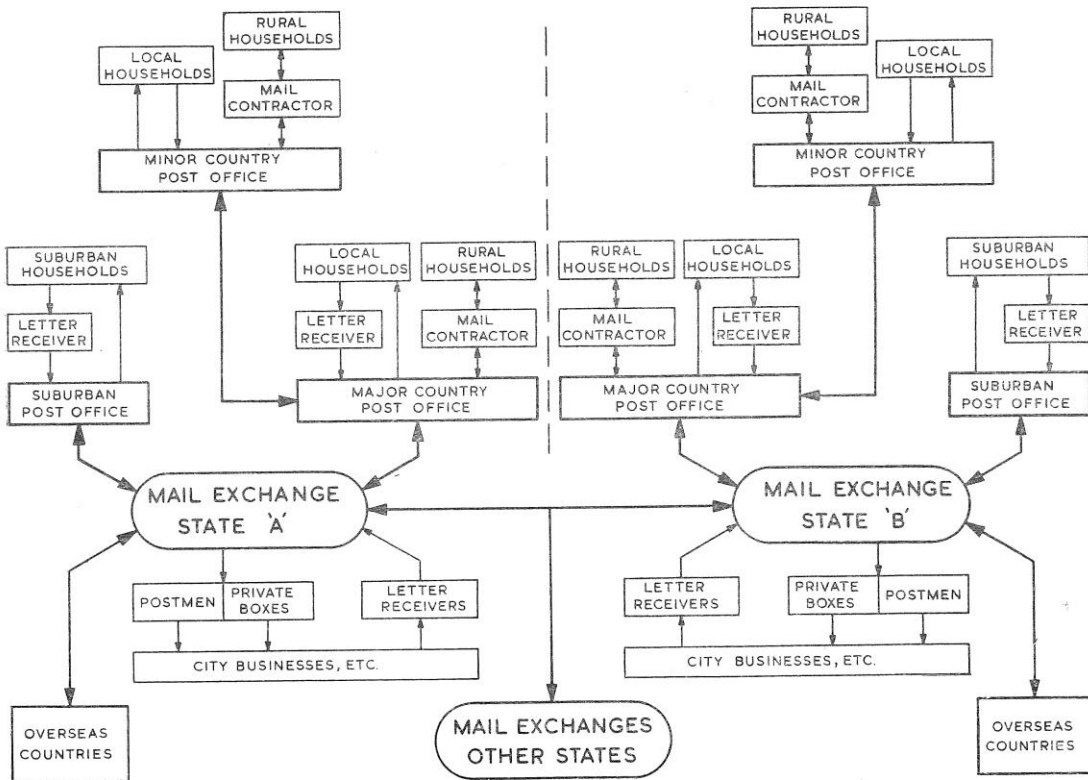 RURAL
HOUSEHOLDS
LOCAL
HOUSEHOLDS
MAIL
CONTRACTOR
MINOR COUNTRY
POST OFFICE
RURAL
HOUSEHOLDS
LOCAL
HOUSEHOLDS
MAIL
CONTRACTOR
MINOR COUNTRY
POST OFFICE
SUBURBAN
HOUSEHOLDS
LETTER
RECEIVER
SUBURBAN
POST OFFICE
LOCAL
HOUSEHOLDS
RURAL
HOUSEHOLDS
LETTER
RECEIVER
MAIL
CONTRACTOR
MAJOR COUNTRY
POST OFFICE
RURAL
HOUSEHOLDS
LOCAL
HOUSEHOLDS
MAIL
CONTRACTOR
LETTER
RECEIVER
MAJOR COUNTRY
POST OFFICE
SUBURBAN
HOUSEHOLDS
LETTER
RECEIVER
SUBURBAN
POST OFFICE
MAIL EXCHANGE
STATE 'A'
MAIL EXCHANGE
STATE 'B'
POSTMEN
PRIVATE
BOXES
LETTER
RECEIVERS
CITY BUSINESSES, ETC.
LETTER
RECEIVERS
PRIVATE
BOXES
POSTMEN
CITY BUSINESSES, ETC.
OVERSEAS
COUNTRIES
MAIL EXCHANGES
OTHER STATES
OVERSEAS
COUNTRIES